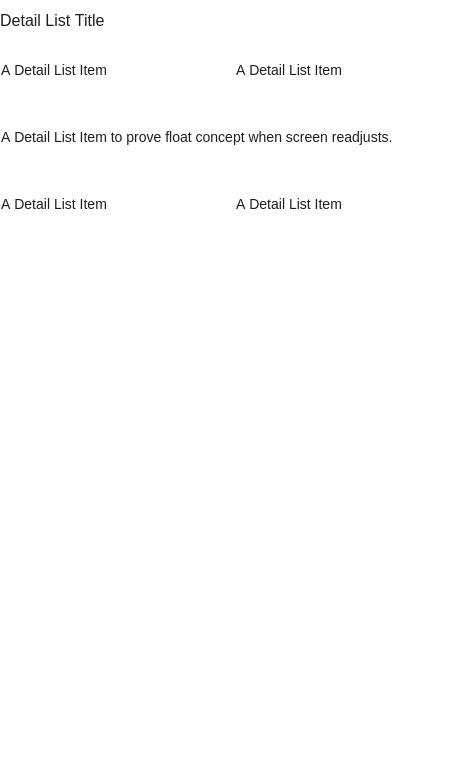 Detail List Title
A Detail List Item A Detail List Item
A Detail List Item to prove float concept when screen readjusts.
A Detail List Item A Detail List Item